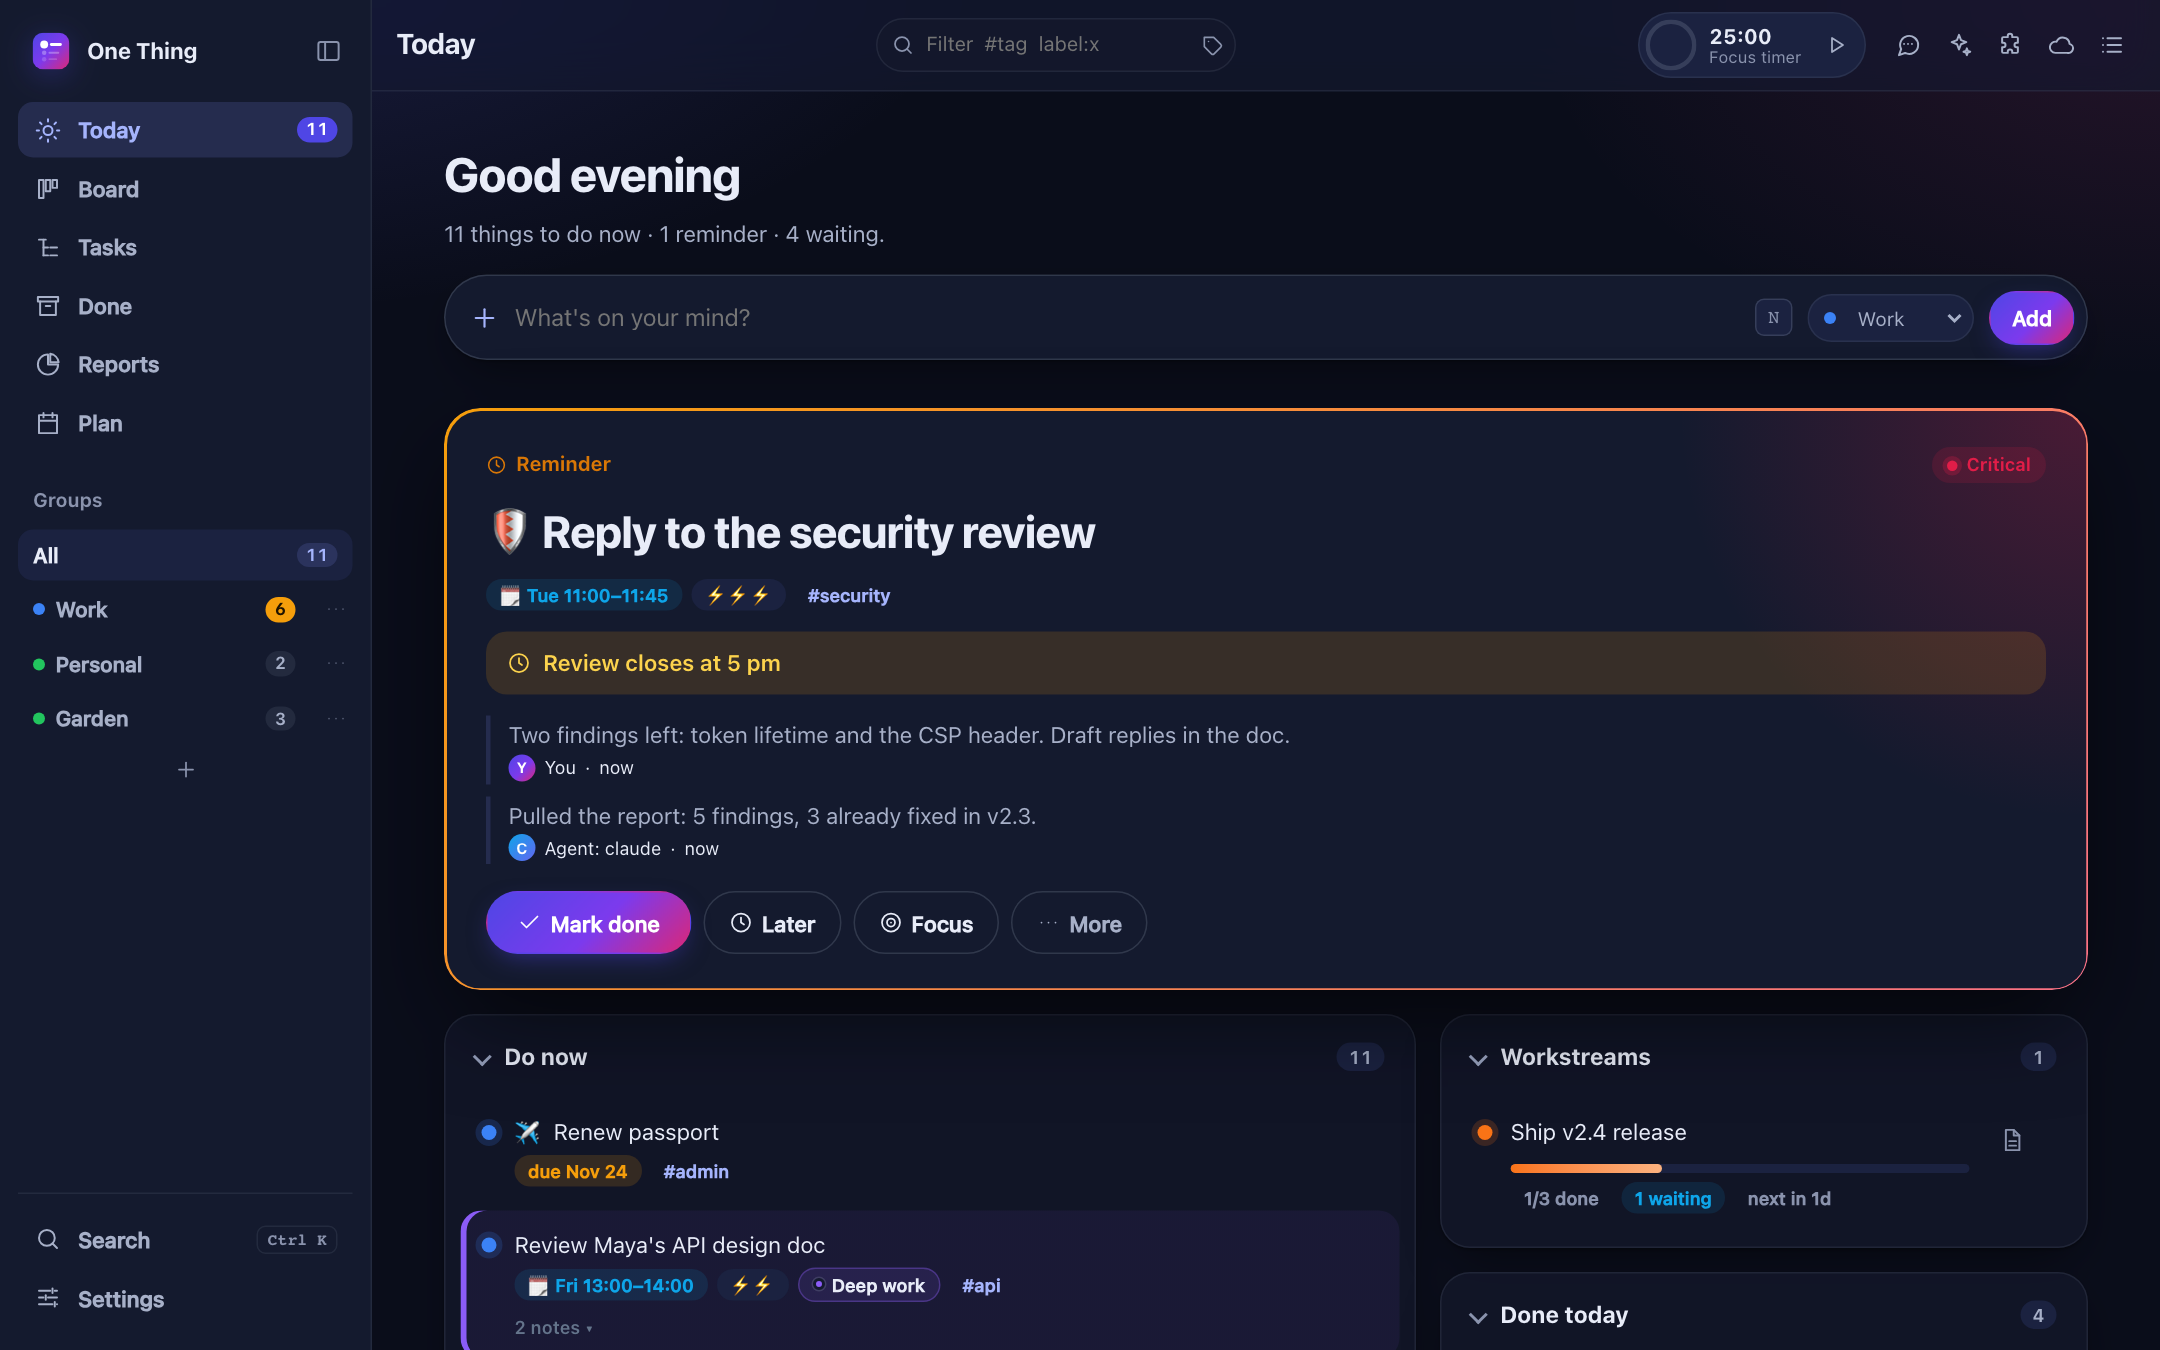 One Thing
Today 11
Board
Tasks
Done
Reports
Plan
Groups
All 11
Work 6
Personal 2
Garden 3
Search Ctrl K
Settings
Today
Filter #tag label:x
25:00
Focus timer
Good evening
11 things to do now · 1 reminder · 4 waiting.
What's on your mind? N Work Add
Reminder Critical
Reply to the security review
Tue 11:00–11:45 #security
Review closes at 5 pm
Two findings left: token lifetime and the CSP header. Draft replies in the doc.
Y You · now
Pulled the report: 5 findings, 3 already fixed in v2.3.
C Agent: claude · now
Mark done Later Focus ··· More
Do now 11
Renew passport
due Nov 24 #admin
Review Maya's API design doc
Fri 13:00–14:00 Deep work #api
2 notes
Workstreams 1
Ship v2.4 release
1/3 done 1 waiting next in 1d
Done today 4